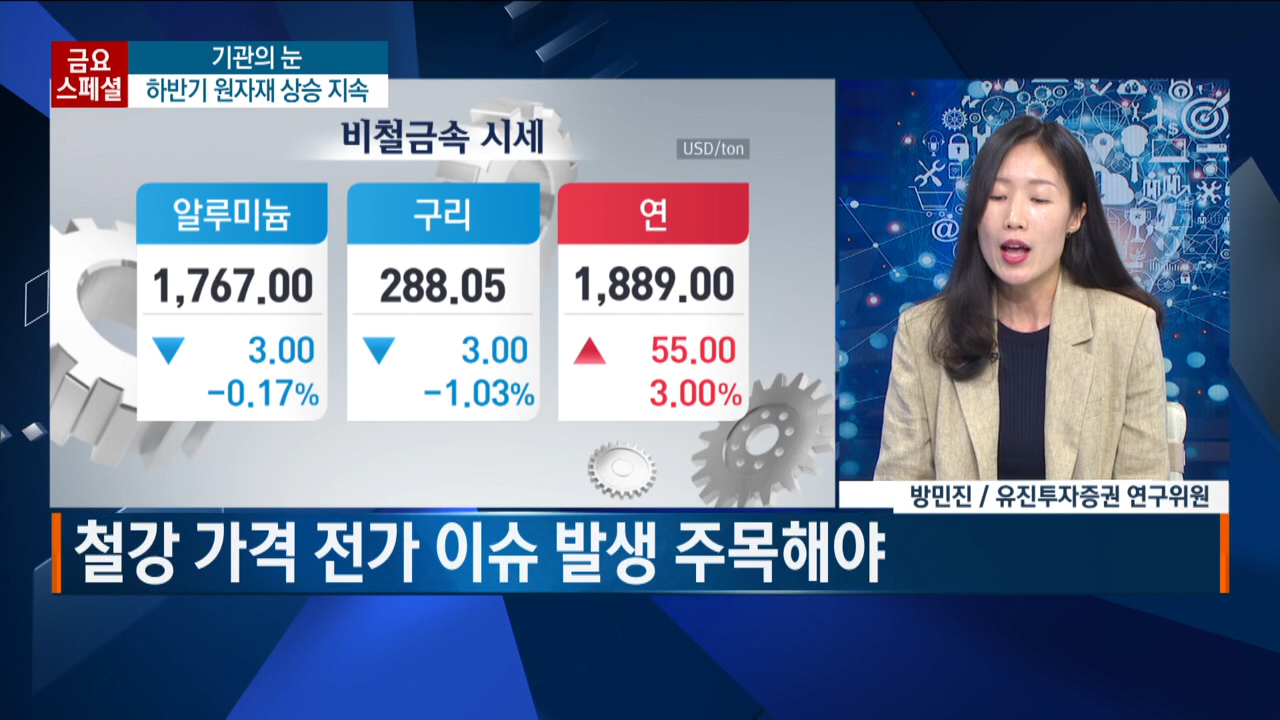 금요
스페셜
기관의 눈
하반기 원자재 상승 지속
비철금속 시세
USD/ton
알루미늄
1,767.00
▼ 3.00
-0.17%
구리
288.05
▼ 3.00
-1.03%
연
1,889.00
▲ 55.00
3.00%
@
$
방민진 / 유진투자증권 연구위원
철강 가격 전가 이슈 발생 주목해야